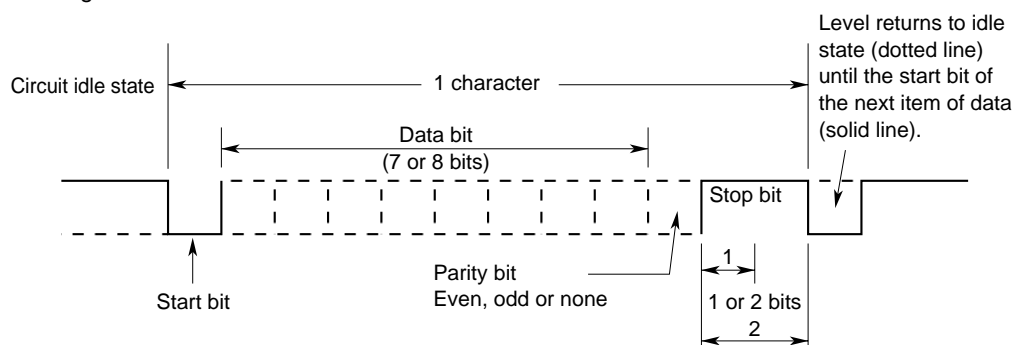 Level returns to idle
state (dotted line)
until the start bit of
the next item of data
(solid line).
Circuit idle state
1 character
Data bit
(7 or 8 bits)
Stop bit
1
Parity bit
Even, odd or none
Start bit
1 or 2 bits
2